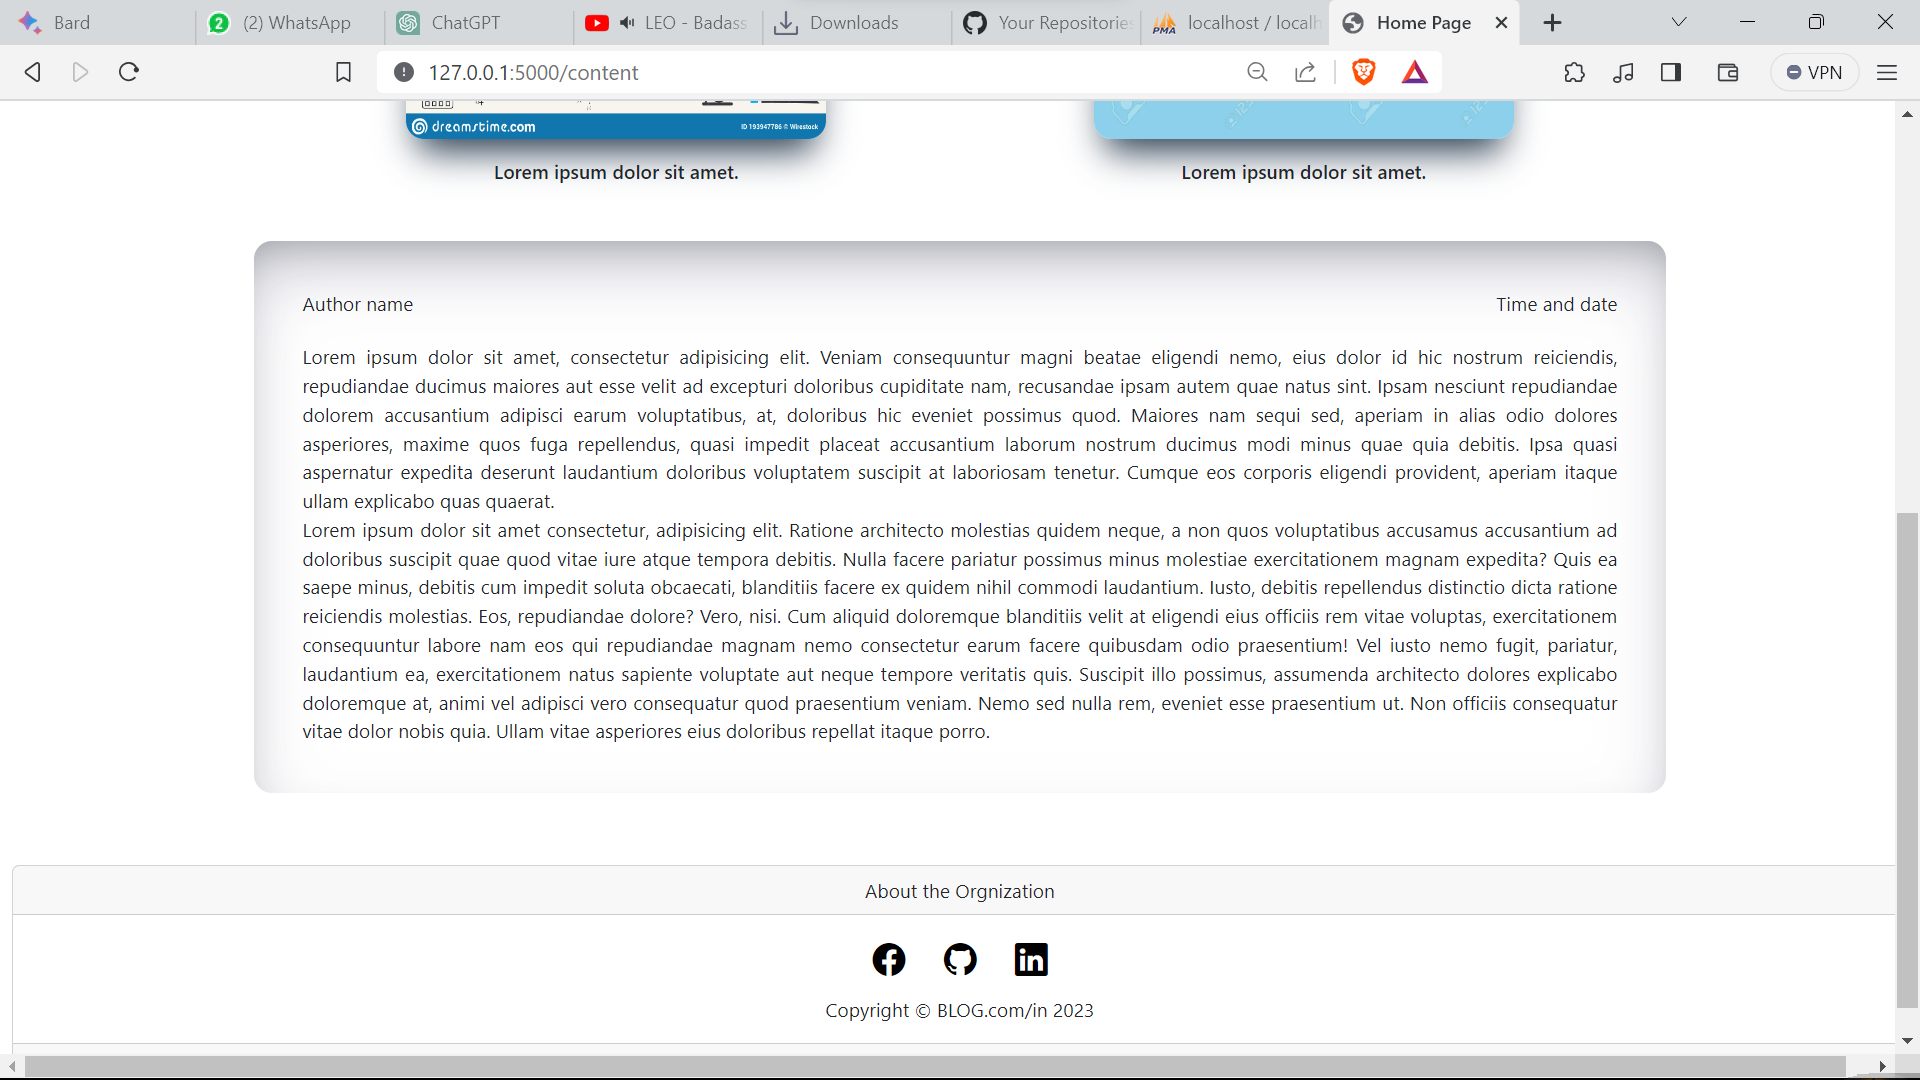 Bard
2
(2) WhatsApp
ChatGPT
LEO - Badass
Downloads
Your Repositories
PMA
localhost / localh
Home Page
127.0.0.1:5000/content
VPN
dreamstime.com
ID 193947786 © Wirestock
Lorem ipsum dolor sit amet.
Lorem ipsum dolor sit amet.
Author name
Time and date
Lorem ipsum dolor sit amet, consectetur adipisicing elit. Veniam consequuntur magni beatae eligendi nemo, eius dolor id hic nostrum reiciendis,
repudiandae ducimus maiores aut esse velit ad excepturi doloribus cupiditate nam, recusandae ipsam autem quae natus sint. Ipsam nesciunt repudiandae
dolorem accusantium adipisci earum voluptatibus, at, doloribus hic eveniet possimus quod. Maiores nam sequi sed, aperiam in alias odio dolores
asperiores, maxime quos fuga repellendus, quasi impedit placeat accusantium laborum nostrum ducimus modi minus quae quia debitis. Ipsa quasi
aspernatur expedita deserunt laudantium doloribus voluptatem suscipit at laboriosam tenetur. Cumque eos corporis eligendi provident, aperiam itaque
ullam explicabo quas quaerat.
Lorem ipsum dolor sit amet consectetur, adipisicing elit. Ratione architecto molestias quidem neque, a non quos voluptatibus accusamus accusantium ad
doloribus suscipit quae quod vitae iure atque tempora debitis. Nulla facere pariatur possimus minus molestiae exercitationem magnam expedita? Quis ea
saepe minus, debitis cum impedit soluta obcaecati, blanditiis facere ex quidem nihil commodi laudantium. Iusto, debitis repellendus distinctio dicta ratione
reiciendis molestias. Eos, repudiandae dolore? Vero, nisi. Cum aliquid doloremque blanditiis velit at eligendi eius officiis rem vitae voluptas, exercitationem
consequuntur labore nam eos qui repudiandae magnam nemo consectetur earum facere quibusdam odio praesentium! Vel iusto nemo fugit, pariatur,
laudantium ea, exercitationem natus sapiente voluptate aut neque tempore veritatis quis. Suscipit illo possimus, assumenda architecto dolores explicabo
doloremque at, animi vel adipisci vero consequatur quod praesentium veniam. Nemo sed nulla rem, eveniet esse praesentium ut. Non officiis consequatur
vitae dolor nobis quia. Ullam vitae asperiores eius doloribus repellat itaque porro.
About the Orgnization
Copyright © BLOG.com/in 2023